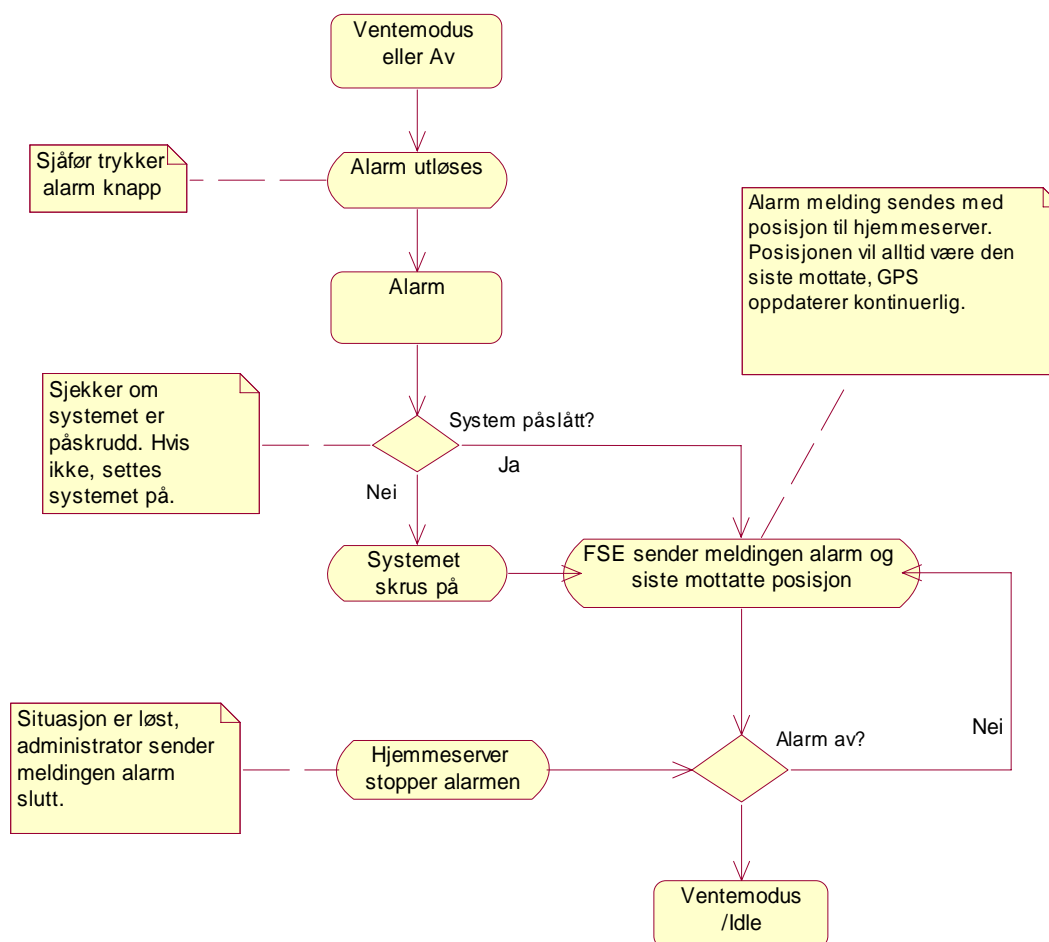 Ventemodus
eller Av
Sjåfør trykker
alarm knapp
Alarm utløses
Alarm melding sendes med
posisjon til hjemmeserver.
Posisjonen vil alltid være den
siste mottate, GPS
oppdaterer kontinuerlig.
Alarm
Sjekker om
systemet er
påskrudd. Hvis
ikke, settes
systemet på.
System påslått?
Ja
Nei
Systemet
skrus på
FSE sender meldingen alarm og
siste mottatte posisjon
Situasjon er løst,
administrator sender
meldingen alarm
slutt.
Hjemmeserver
stopper alarmen
Alarm av?
Nei
Ventemodus
/Idle